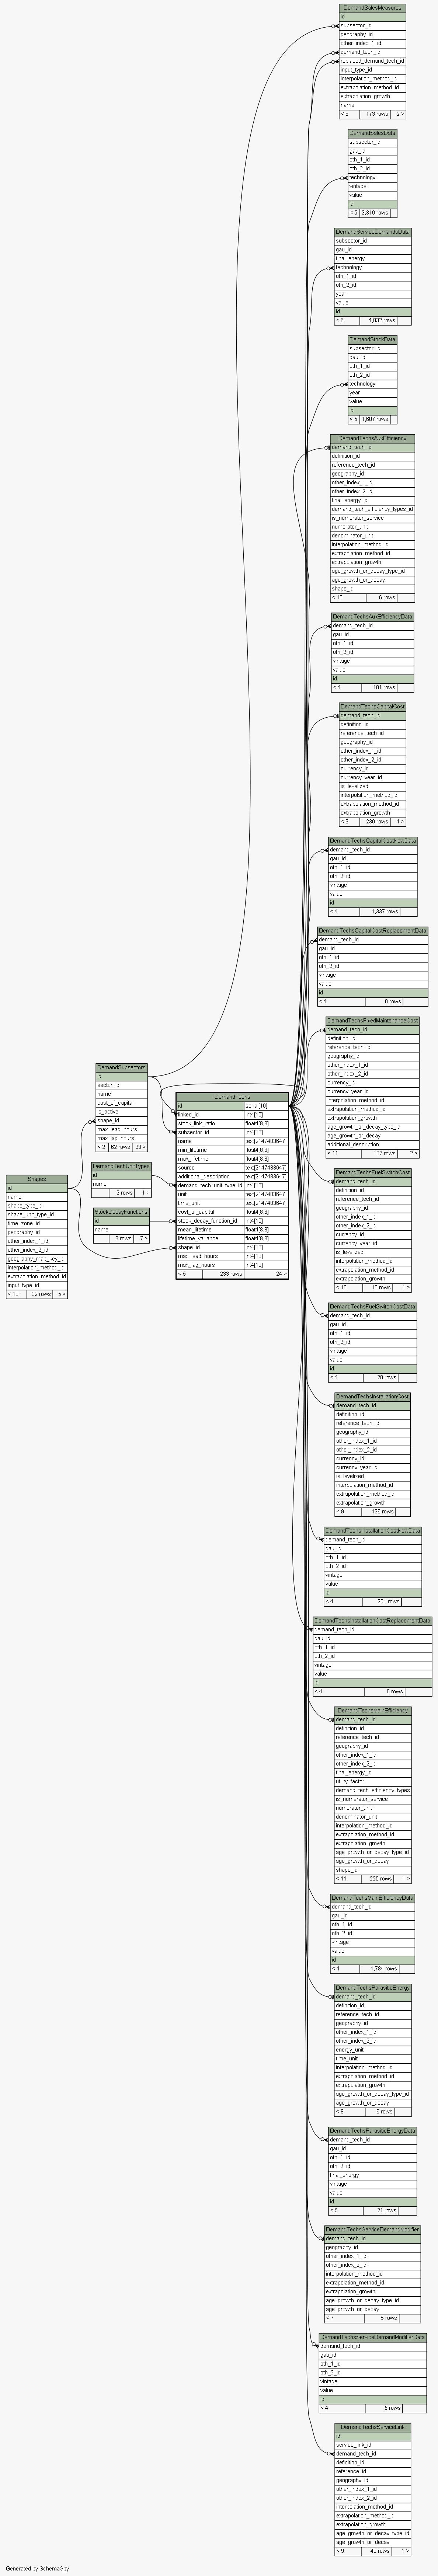 Shapes
id
name
shape_type_id
shape_unit_type_id
time_zone_id
geography_id
other_index_1_id
other_index_2_id
geography_map_key_id
interpolation_method_id
extrapolation_method_id
input_type_id
< 10 32 rows 5 >
DemandSubsectors
id
sector_id
name
cost_of_capital
is_active
shape_id
max_lead_hours
max_lag_hours
< 2 82 rows 23 >
DemandTechUnitTypes
id
name
2 rows 1 >
StockDecayFunctions
id
name
3 rows 7 >
DemandTechs
id serial[10]
linked_id int4[10]
stock_link_ratio float4[8,8]
subsector_id int4[10]
name text[2147483647]
min_lifetime float4[8,8]
max_lifetime float4[8,8]
source text[2147483647]
additional_description text[2147483647]
demand_tech_unit_type_id int4[10]
unit text[2147483647]
time_unit text[2147483647]
cost_of_capital float4[8,8]
stock_decay_function_id int4[10]
mean_lifetime float4[8,8]
lifetime_variance float4[8,8]
shape_id int4[10]
max_lead_hours int4[10]
max_lag_hours int4[10]
< 5 233 rows 24 >
DemandSalesMeasures
id
subsector_id
geography_id
other_index_1_id
demand_tech_id
replaced_demand_tech_id
input_type_id
interpolation_method_id
extrapolation_method_id
extrapolation_growth
name
< 8 173 rows 2 >
DemandSalesData
subsector_id
gau_id
oth_1_id
oth_2_id
technology
vintage
value
id
< 5 3,319 rows
DemandServiceDemandsData
subsector_id
gau_id
final_energy
technology
oth_1_id
oth_2_id
year
value
id
< 6 4,832 rows
DemandStockData
subsector_id
gau_id
oth_1_id
oth_2_id
technology
year
value
id
< 5 1,697 rows
DemandTechsAuxEfficiency
demand_tech_id
definition_id
reference_tech_id
geography_id
other_index_1_id
other_index_2_id
final_energy_id
demand_tech_efficiency_types_id
is_numerator_service
numerator_unit
denominator_unit
interpolation_method_id
extrapolation_method_id
extrapolation_growth
age_growth_or_decay_type_id
age_growth_or_decay
shape_id
< 10 6 rows
DemandTechsAuxEfficiencyData
demand_tech_id
gau_id
oth_1_id
oth_2_id
vintage
value
id
< 4 101 rows
DemandTechsCapitalCost
demand_tech_id
definition_id
reference_tech_id
geography_id
other_index_1_id
other_index_2_id
currency_id
currency_year_id
is_levelized
interpolation_method_id
extrapolation_method_id
extrapolation_growth
< 9 230 rows 1 >
DemandTechsCapitalCostNewData
demand_tech_id
gau_id
oth_1_id
oth_2_id
vintage
value
id
< 4 1,337 rows
DemandTechsCapitalCostReplacementData
demand_tech_id
gau_id
oth_1_id
oth_2_id
vintage
value
id
< 4 0 rows
DemandTechsFixedMaintenanceCost
demand_tech_id
definition_id
reference_tech_id
geography_id
other_index_1_id
other_index_2_id
currency_id
currency_year_id
interpolation_method_id
extrapolation_method_id
extrapolation_growth
age_growth_or_decay_type_id
age_growth_or_decay
additional_description
< 11 187 rows 2 >
DemandTechsFuelSwitchCost
demand_tech_id
definition_id
reference_tech_id
geography_id
other_index_1_id
other_index_2_id
currency_id
currency_year_id
is_levelized
interpolation_method_id
extrapolation_method_id
extrapolation_growth
< 10 10 rows 1 >
DemandTechsFuelSwitchCostData
demand_tech_id
gau_id
oth_1_id
oth_2_id
vintage
value
id
< 4 20 rows
DemandTechsInstallationCost
demand_tech_id
definition_id
reference_tech_id
geography_id
other_index_1_id
other_index_2_id
currency_id
currency_year_id
is_levelized
interpolation_method_id
extrapolation_method_id
extrapolation_growth
< 9 128 rows
DemandTechsInstallationCostNewData
demand_tech_id
gau_id
oth_1_id
oth_2_id
vintage
value
id
< 4 251 rows
DemandTechsInstallationCostReplacementData
demand_tech_id
gau_id
oth_1_id
oth_2_id
vintage
value
id
< 4 0 rows
DemandTechsMainEfficiency
demand_tech_id
definition_id
reference_tech_id
geography_id
other_index_1_id
other_index_2_id
final_energy_id
utility_factor
demand_tech_efficiency_types
is_numerator_service
numerator_unit
denominator_unit
interpolation_method_id
extrapolation_method_id
extrapolation_growth
age_growth_or_decay_type_id
age_growth_or_decay
shape_id
< 11 225 rows 1 >
DemandTechsMainEfficiencyData
demand_tech_id
gau_id
oth_1_id
oth_2_id
vintage
value
id
< 4 1,784 rows
DemandTechsParasiticEnergy
demand_tech_id
definition_id
reference_tech_id
geography_id
other_index_1_id
other_index_2_id
energy_unit
time_unit
interpolation_method_id
extrapolation_method_id
extrapolation_growth
age_growth_or_decay_type_id
age_growth_or_decay
< 8 8 rows
DemandTechsParasiticEnergyData
demand_tech_id
gau_id
oth_1_id
oth_2_id
final_energy
vintage
value
id
< 5 21 rows
DemandTechsServiceDemandModifier
demand_tech_id
geography_id
other_index_1_id
other_index_2_id
interpolation_method_id
extrapolation_method_id
extrapolation_growth
age_growth_or_decay_type_id
age_growth_or_decay
< 7 5 rows
DemandTechsServiceDemandModifierData
demand_tech_id
gau_id
oth_1_id
oth_2_id
vintage
value
id
< 4 5 rows
DemandTechsServiceLink
id
service_link_id
demand_tech_id
definition_id
reference_id
geography_id
other_index_1_id
other_index_2_id
interpolation_method_id
extrapolation_method_id
extrapolation_growth
age_growth_or_decay_type_id
age_growth_or_decay
< 9 40 rows 1 >
Generated by SchemaSpy